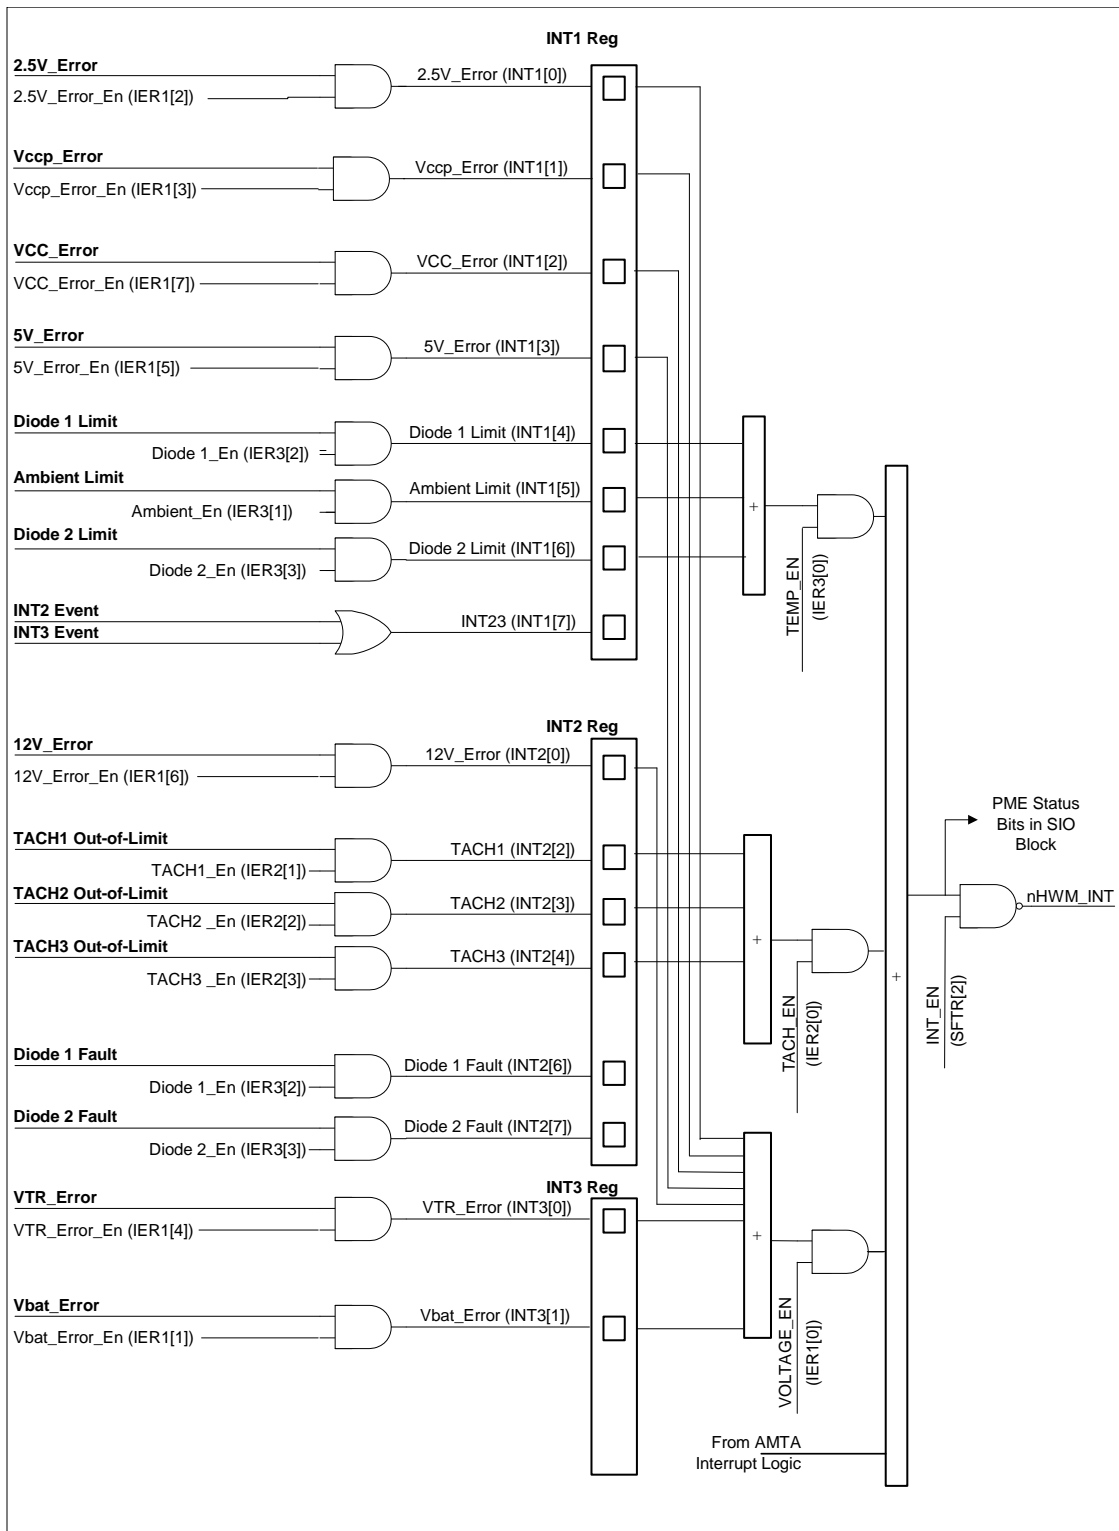 INT1 Reg
2.5V_Error
2.5V_Error_En (IER1[2])
2.5V_Error (INT1[0])
Vccp_Error
Vccp_Error_En (IER1[3])
Vccp_Error (INT1[1])
VCC_Error
VCC_Error_En (IER1[7])
VCC_Error (INT1[2])
5V_Error
5V_Error_En (IER1[5])
5V_Error (INT1[3])
Diode 1 Limit
Diode 1_En (IER3[2])
Diode 1 Limit (INT1[4])
Ambient Limit
Ambient_En (IER3[1])
Ambient Limit (INT1[5])
Diode 2 Limit
Diode 2_En (IER3[3])
Diode 2 Limit (INT1[6])
INT2 Event
INT3 Event
INT23 (INT1[7])
+
TEMP_EN
(IER3[0])
INT2 Reg
12V_Error
12V_Error_En (IER1[6])
12V_Error (INT2[0])
TACH1 Out-of-Limit
TACH1_En (IER2[1])
TACH1 (INT2[2])
TACH2 Out-of-Limit
TACH2 _En (IER2[2])
TACH2 (INT2[3])
TACH3 Out-of-Limit
TACH3 _En (IER2[3])
TACH3 (INT2[4])
+
TACH_EN
(IER2[0])
+
PME Status
Bits in SIO
Block
nHWM_INT
INT_EN
(SFTR[2])
Diode 1 Fault
Diode 1_En (IER3[2])
Diode 1 Fault (INT2[6])
Diode 2 Fault
Diode 2_En (IER3[3])
Diode 2 Fault (INT2[7])
INT3 Reg
VTR_Error
VTR_Error_En (IER1[4])
VTR_Error (INT3[0])
+
Vbat_Error
Vbat_Error_En (IER1[1])
Vbat_Error (INT3[1])
VOLTAGE_EN
(IER1[0])
From AMTA
Interrupt Logic